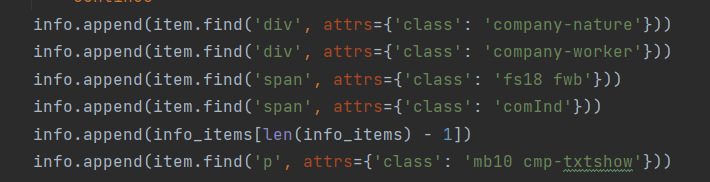 continue
info.append(item.find('div', attrs={'class': 'company-nature'}))
info.append(item.find('div', attrs={'class': 'company-worker'}))
info.append(item.find('span', attrs={'class': 'fs18 fwb'}))
info.append(item.find('span', attrs={'class': 'comInd'}))
info.append(info_items[len(info_items) - 1])
info.append(item.find('p', attrs={'class': 'mb10 cmp-txtshow'}))